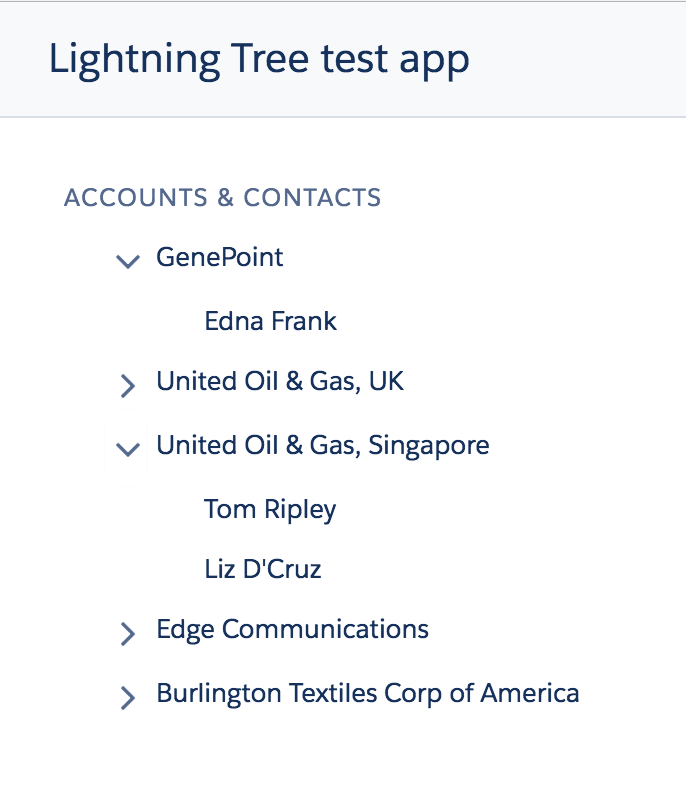 Lightning Tree test app
ACCOUNTS & CONTACTS
GenePoint
Edna Frank
United Oil & Gas, UK
United Oil & Gas, Singapore
Tom Ripley
Liz D'Cruz
Edge Communications
Burlington Textiles Corp of America